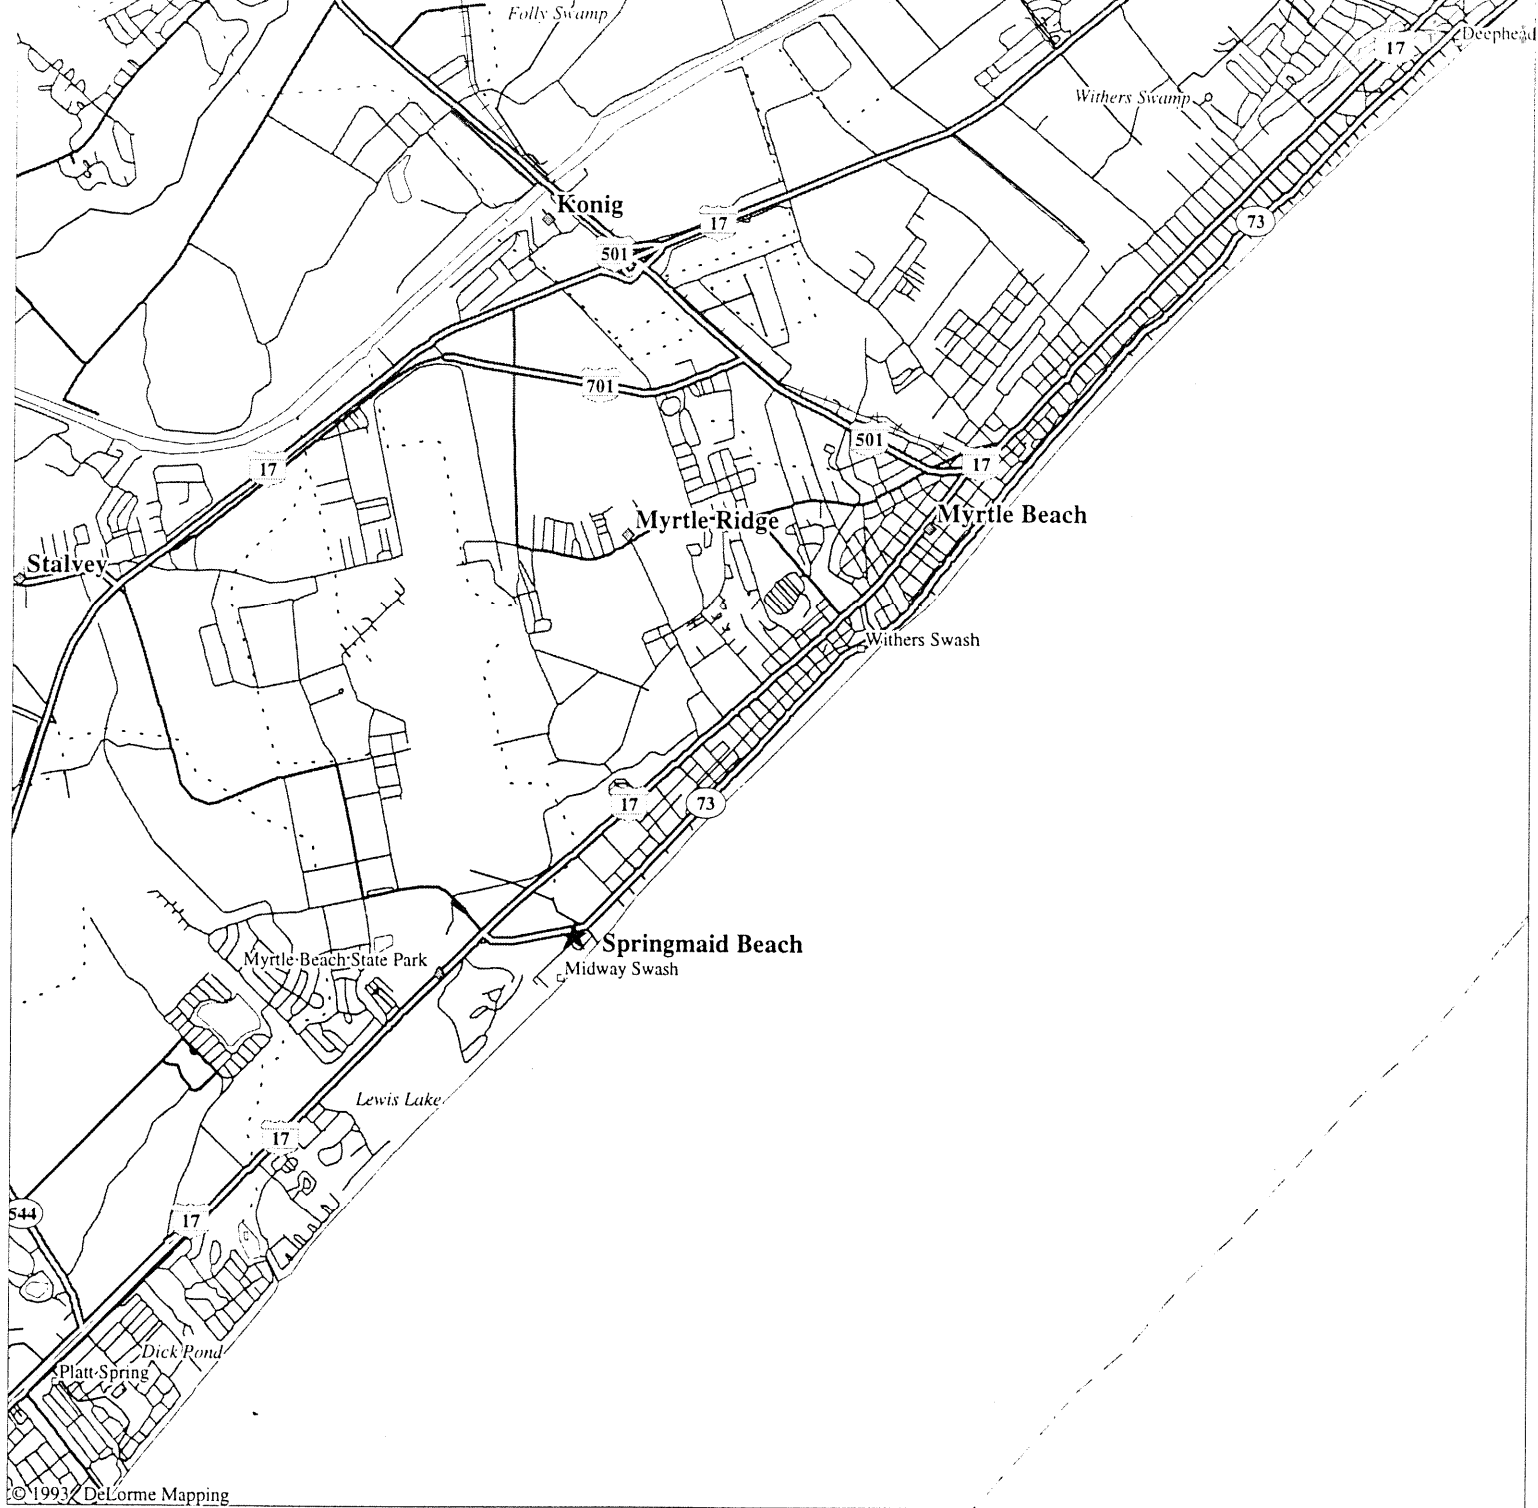 Folly Swamp
17
Deephead
Withers Swamp
Konig
17
73
501
701
501
17
17
Myrtle Ridge
Myrtle Beach
Stalvey
Withers Swash
17
73
Springmaid Beach
Myrtle Beach State Park
Midway Swash
Lewis Lake
17
544
17
Dick Pond
Platt Spring
© 1993 DeLorme Mapping